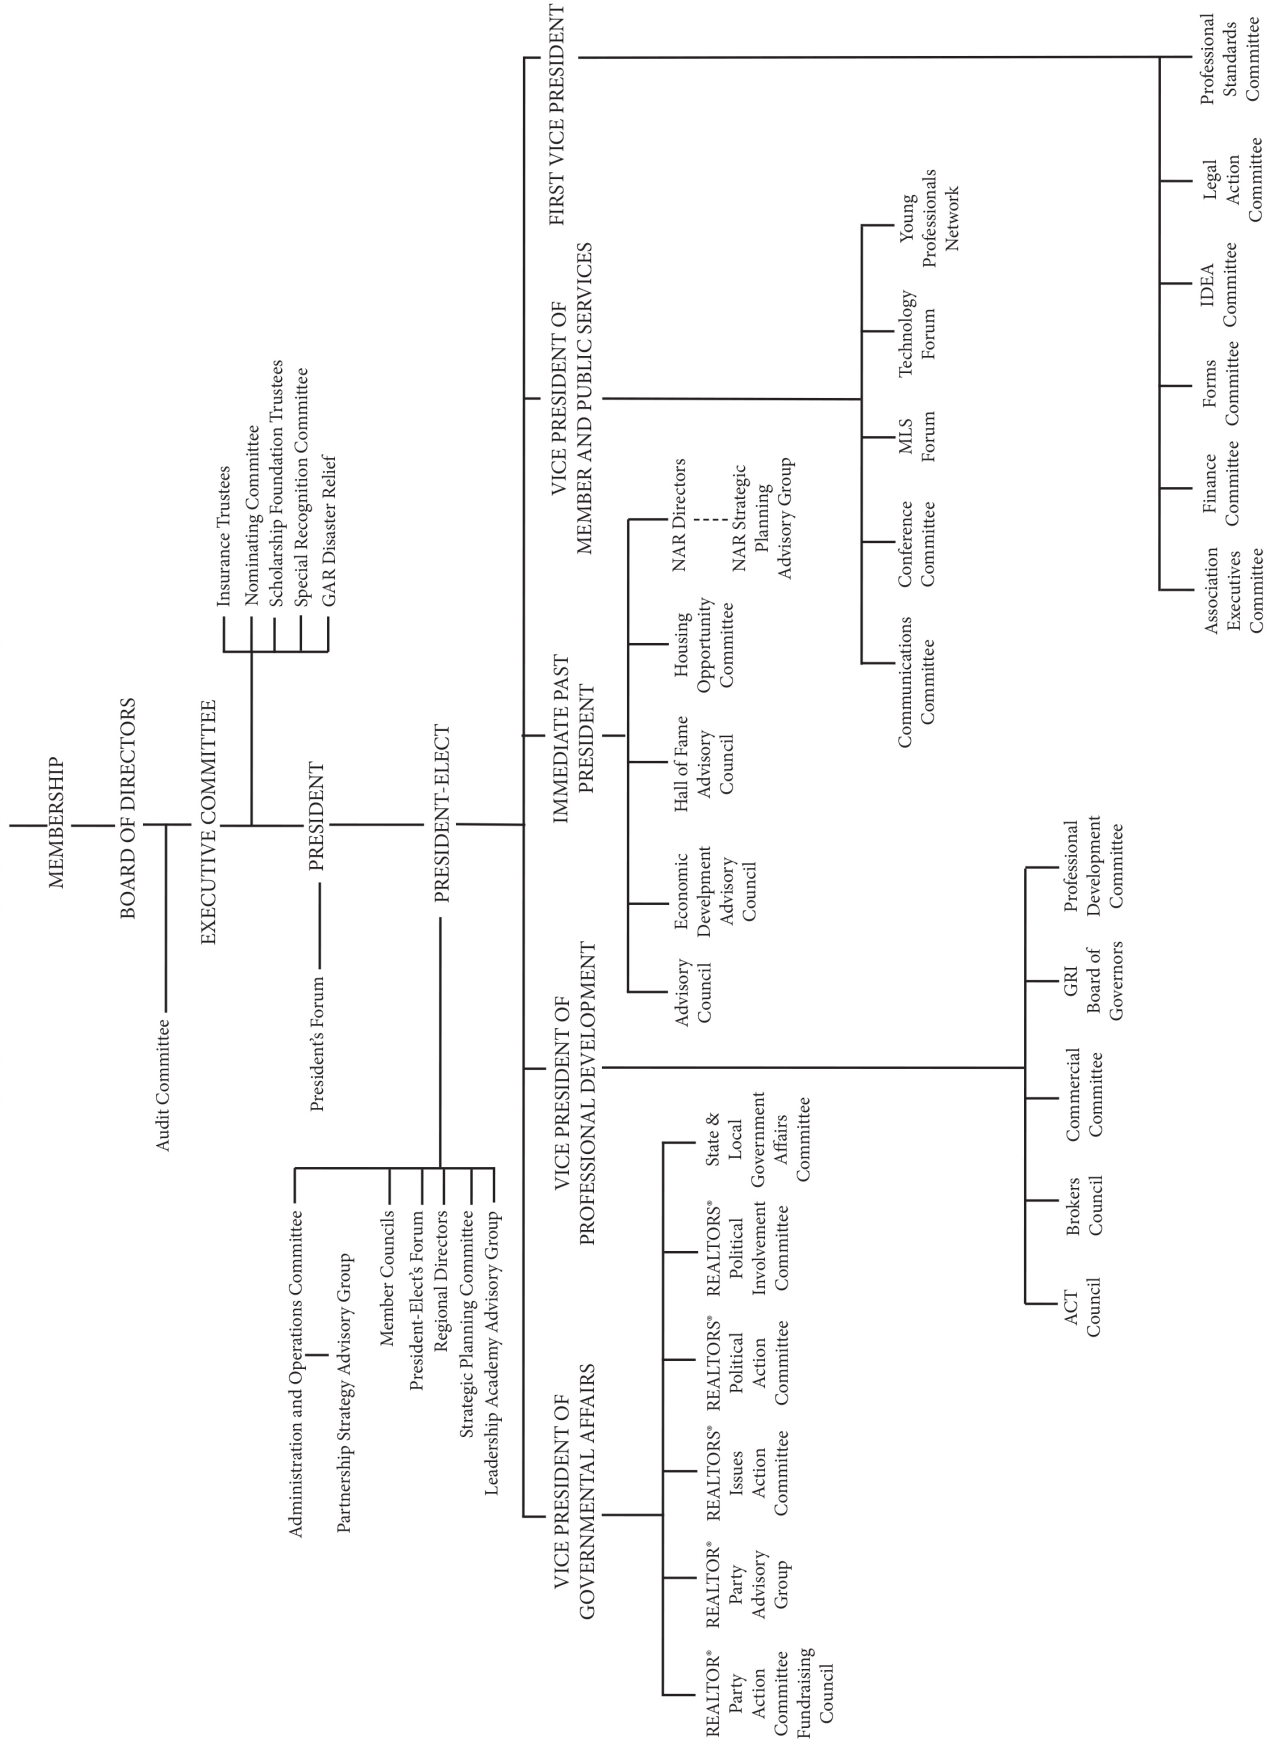 MEMBERSHIP
BOARD OF DIRECTORS
Audit Committee
EXECUTIVE COMMITTEE
Insurance Trustees
Nominating Committee
Scholarship Foundation Trustees
Special Recognition Committee
GAR Disaster Relief
President's Forum
PRESIDENT
PRESIDENT-ELECT
Administration and Operations Committee
Partnership Strategy Advisory Group
Member Councils
President-Elect's Forum
Regional Directors
Strategic Planning Committee
Leadership Academy Advisory Group
VICE PRESIDENT OF
GOVERNMENTAL AFFAIRS
REALTOR®
Party
Action
Committee
Fundraising
Council
REALTOR®
Party
Advisory
Group
REALTORS®
Issues
Action
Committee
REALTORS®
Political
Action
Committee
REALTORS®
Political
Involvement
Committee
State &
Local
Government
Affairs
Committee
VICE PRESIDENT OF
PROFESSIONAL DEVELOPMENT
ACT
Council
Brokers
Council
Commercial
Committee
GRI
Board of
Governors
Professional
Development
Committee
IMMEDIATE PAST
PRESIDENT
Advisory
Council
Economic
Develpment
Advisory
Council
Hall of Fame
Advisory
Council
Housing
Opportunity
Committee
NAR Directors
NAR Strategic
Planning
Advisory Group
VICE PRESIDENT OF
MEMBER AND PUBLIC SERVICES
Communications
Committee
Conference
Committee
MLS
Forum
Technology
Forum
Young
Professionals
Network
FIRST VICE PRESIDENT
Association
Executives
Committee
Finance
Committee
Forms
Committee
IDEA
Committee
Legal
Action
Committee
Professional
Standards
Committee